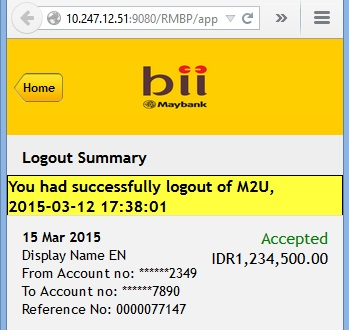 10.247.12.51:9080/RMBP/app
Home
bii
Maybank
Logout Summary
You had successfully logout of M2U,
2015-03-12 17:38:01
15 Mar 2015 Accepted
Display Name EN IDR1,234,500.00
From Account no: ******2349
To Account no: ******7890
Reference No: 0000077147